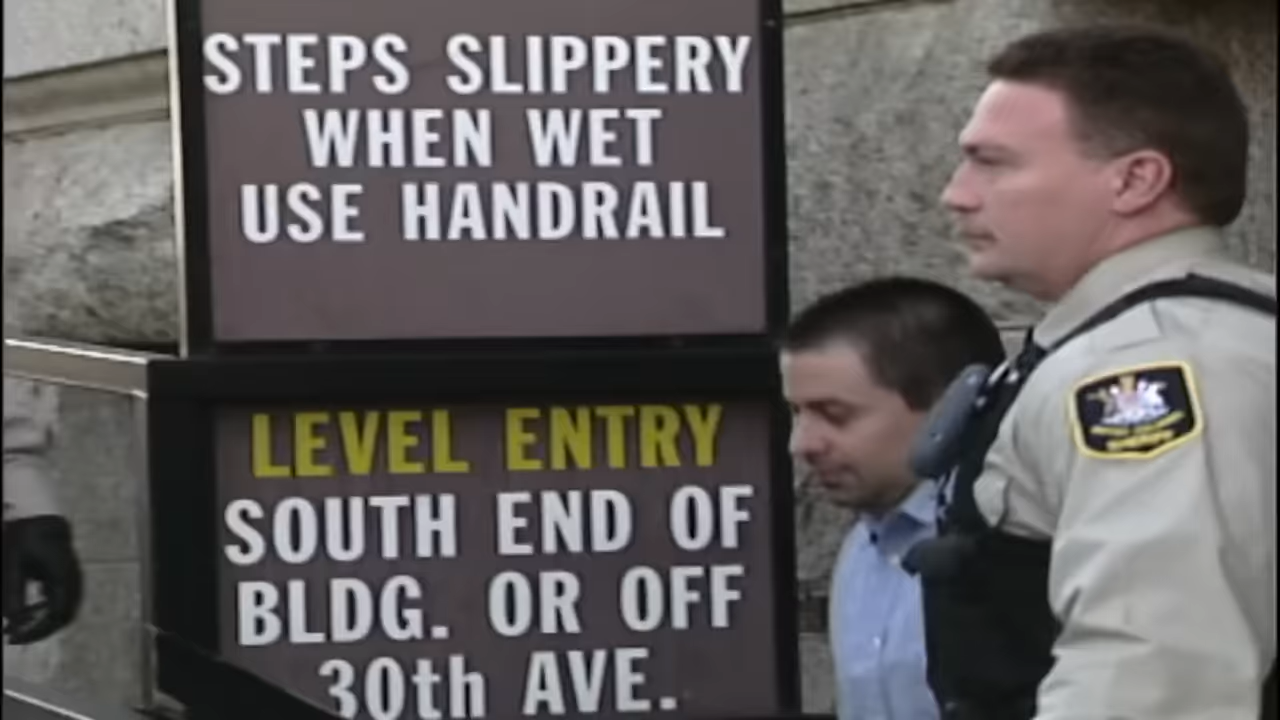 STEPS SLIPPERY
WHEN WET
USE HANDRAIL
LEVEL ENTRY
SOUTH END OF
BLDG. OR OFF
30th AVE.